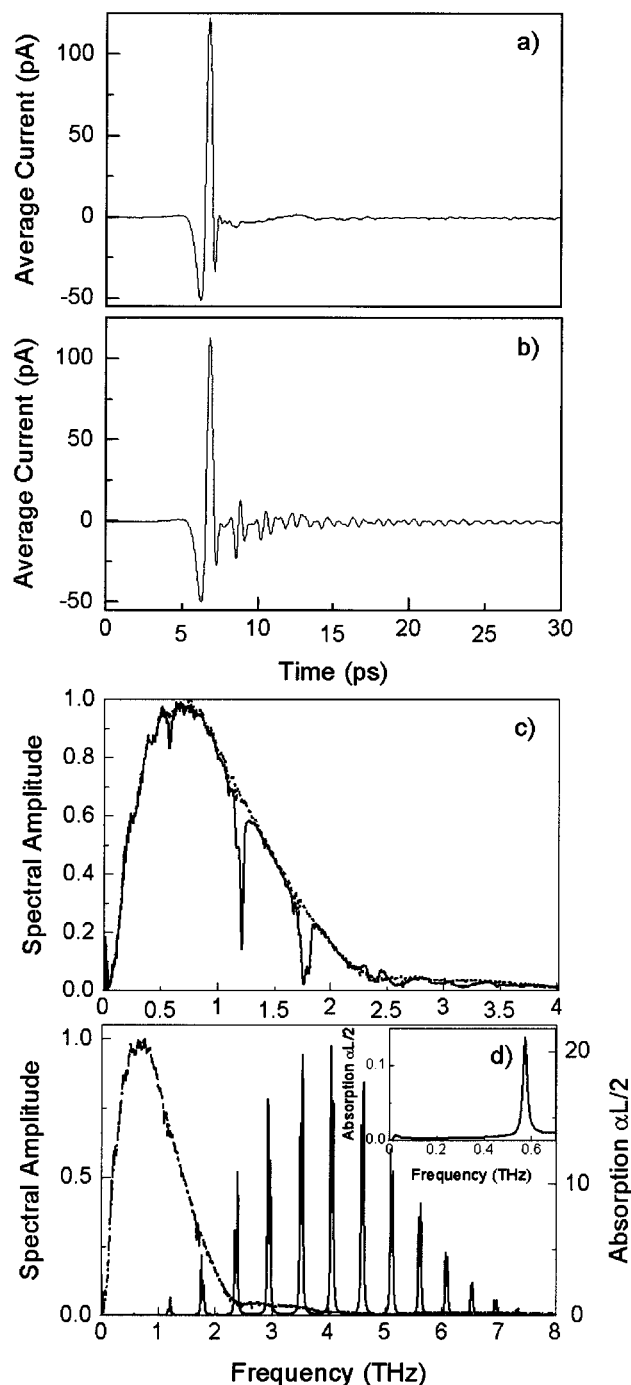 a)
Average Current (pA)
100
50
0
-50
b)
Average Current (pA)
100
50
0
-50
0 5 10 15 20 25 30
Time (ps)
c)
Spectral Amplitude
1.0
0.8
0.6
0.4
0.2
0.0
0 0.5 1 1.5 2 2.5 3 3.5 4
d)
Spectral Amplitude
1.0
0.5
0.0
Absorption αL/2
0.1
0.0
0 0.2 0.4 0.6
Frequency (THz)
20
10
0
Absorption αL/2
0 1 2 3 4 5 6 7 8
Frequency (THz)